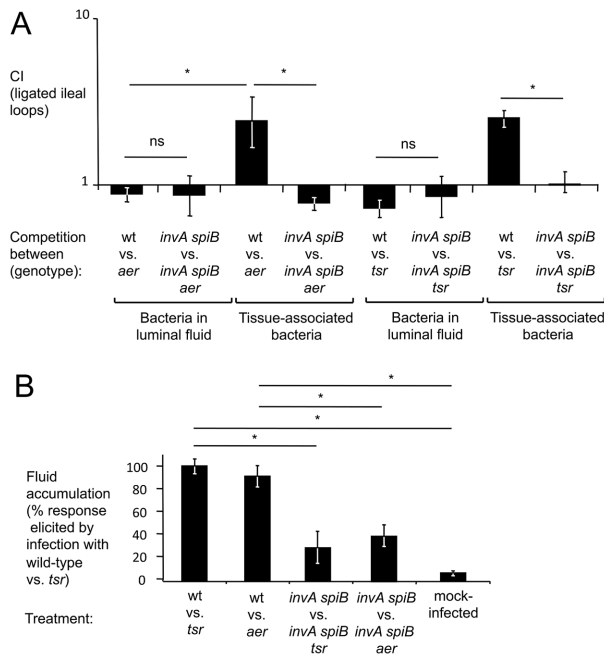 A
10
CI
(ligated ileal
loops)
* *
ns
ns
*
1
Competition
between
(genotype):
wt
vs.
aer
invA spiB
vs.
invA spiB
aer
wt
vs.
aer
invA spiB
vs.
invA spiB
aer
wt
vs.
tsr
invA spiB
vs.
invA spiB
tsr
wt
vs.
tsr
invA spiB
vs.
invA spiB
tsr
Bacteria in
luminal fluid
Tissue-associated
bacteria
Bacteria in
luminal fluid
Tissue-associated
bacteria
B
*
*
*
*
Fluid
accumulation
(% response
elicited by
infection with
wild-type
vs. tsr)
100
80
60
40
20
0
Treatment:
wt
vs.
tsr
wt
vs.
aer
invA spiB
vs.
invA spiB
tsr
invA spiB
vs.
invA spiB
aer
mock-
infected